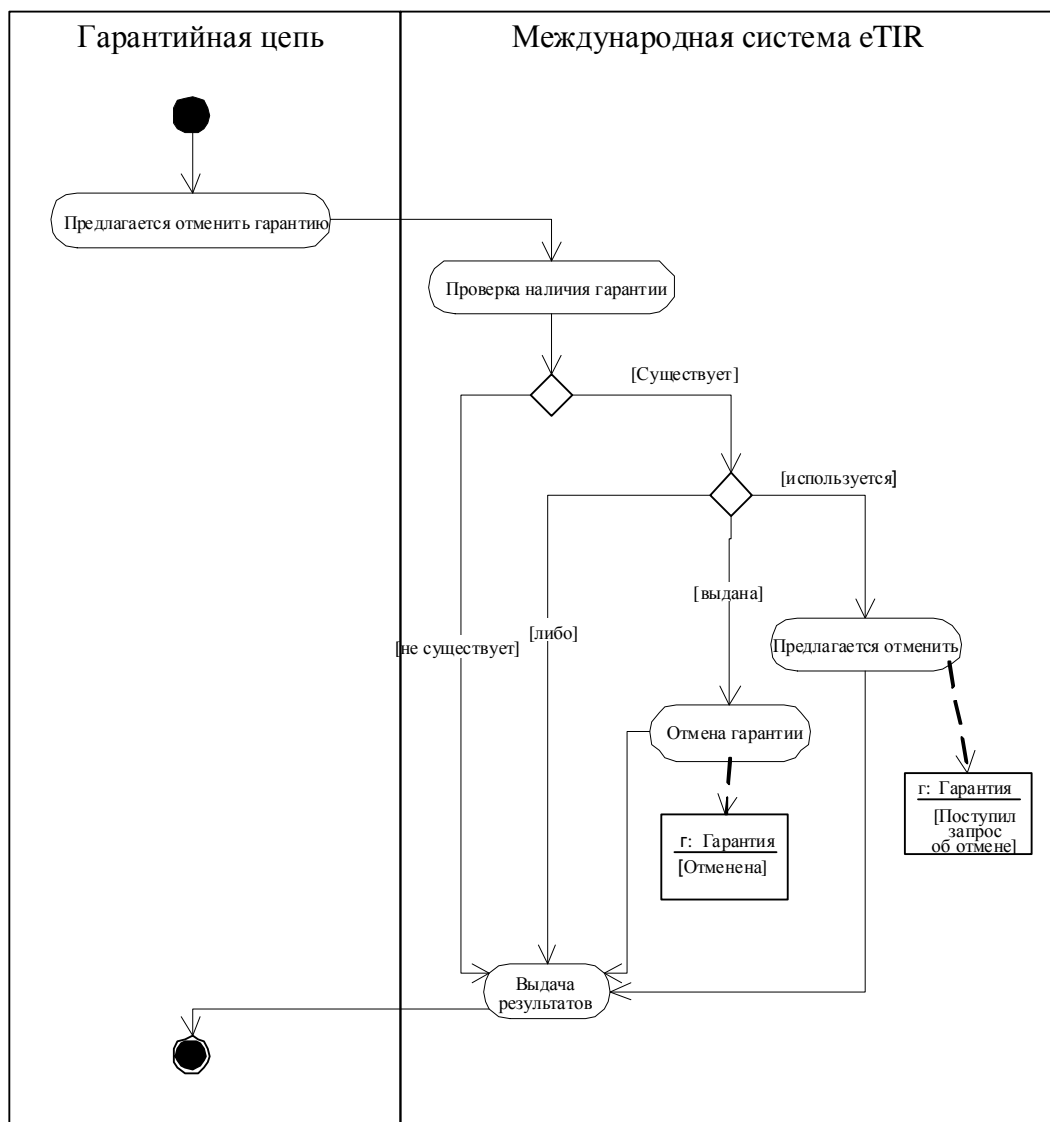 Гарантийная цепь
Международная система eTIR
Предлагается отменить гарантию
Проверка наличия гарантии
[Существует]
[используется]
[выдана]
[либо]
[не существует]
Предлагается отменить
Отмена гарантии
г: Гарантия
[Поступил
запрос
об отмене]
г: Гарантия
[Отменена]
Выдача
результатов